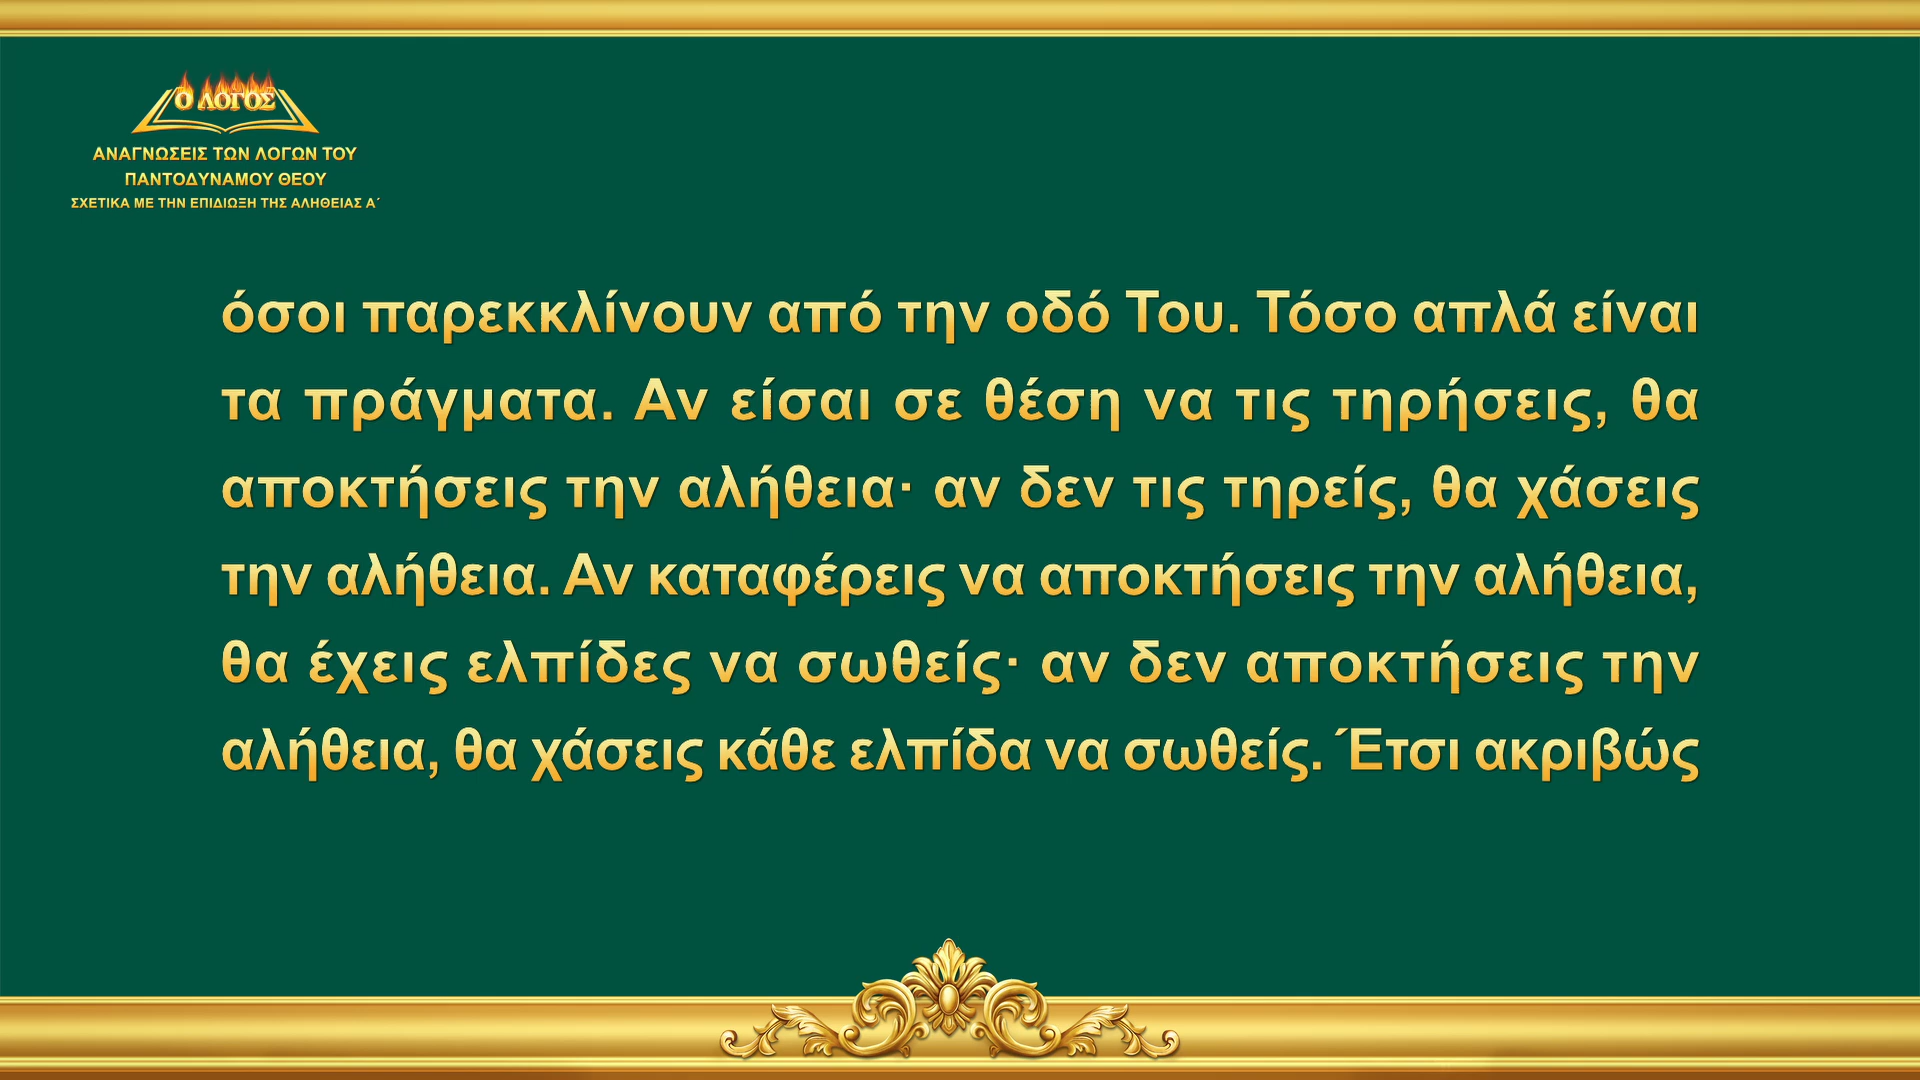 Ο ΛΟΓΟΣ
ΑΝΑΓΝΩΣΕΙΣ ΤΩΝ ΛΟΓΩΝ ΤΟΥ
ΠΑΝΤΟΔΥΝΑΜΟΥ ΘΕΟΥ
ΣΧΕΤΙΚΑ ΜΕ ΤΗΝ ΕΠΙΔΙΩΞΗ ΤΗΣ ΑΛΗΘΕΙΑΣ Α΄
όσοι παρεκκλίνουν από την οδό Του. Τόσο απλά είναι
τα πράγματα. Αν είσαι σε θέση να τις τηρήσεις, θα
αποκτήσεις την αλήθεια· αν δεν τις τηρείς, θα χάσεις
την αλήθεια. Αν καταφέρεις να αποκτήσεις την αλήθεια,
θα έχεις ελπίδες να σωθείς· αν δεν αποκτήσεις την
αλήθεια, θα χάσεις κάθε ελπίδα να σωθείς. Έτσι ακριβώς